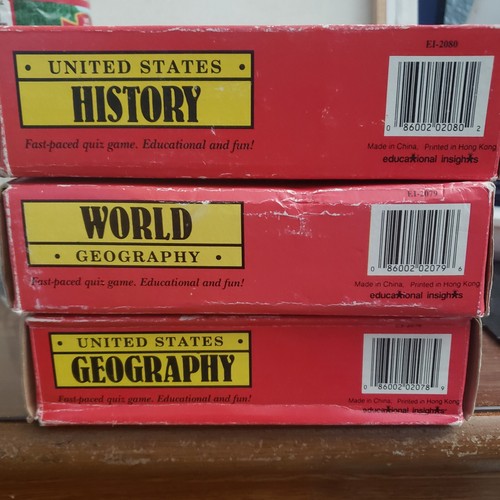 • UNITED STATES •
HISTORY
Fast-paced quiz game. Educational and fun!
EI-2080
0 86002 02080 2
Made in China. Printed in Hong Kong
educational insights
WORLD
• GEOGRAPHY •
Fast-paced quiz game. Educational and fun!
EI-2079
0 86002 02079 6
Made in China. Printed in Hong Kong
educational insights
• UNITED STATES •
GEOGRAPHY
Fast-paced quiz game. Educational and fun!
0 86002 02078 9
Made in China. Printed in Hong Kong
educational insights